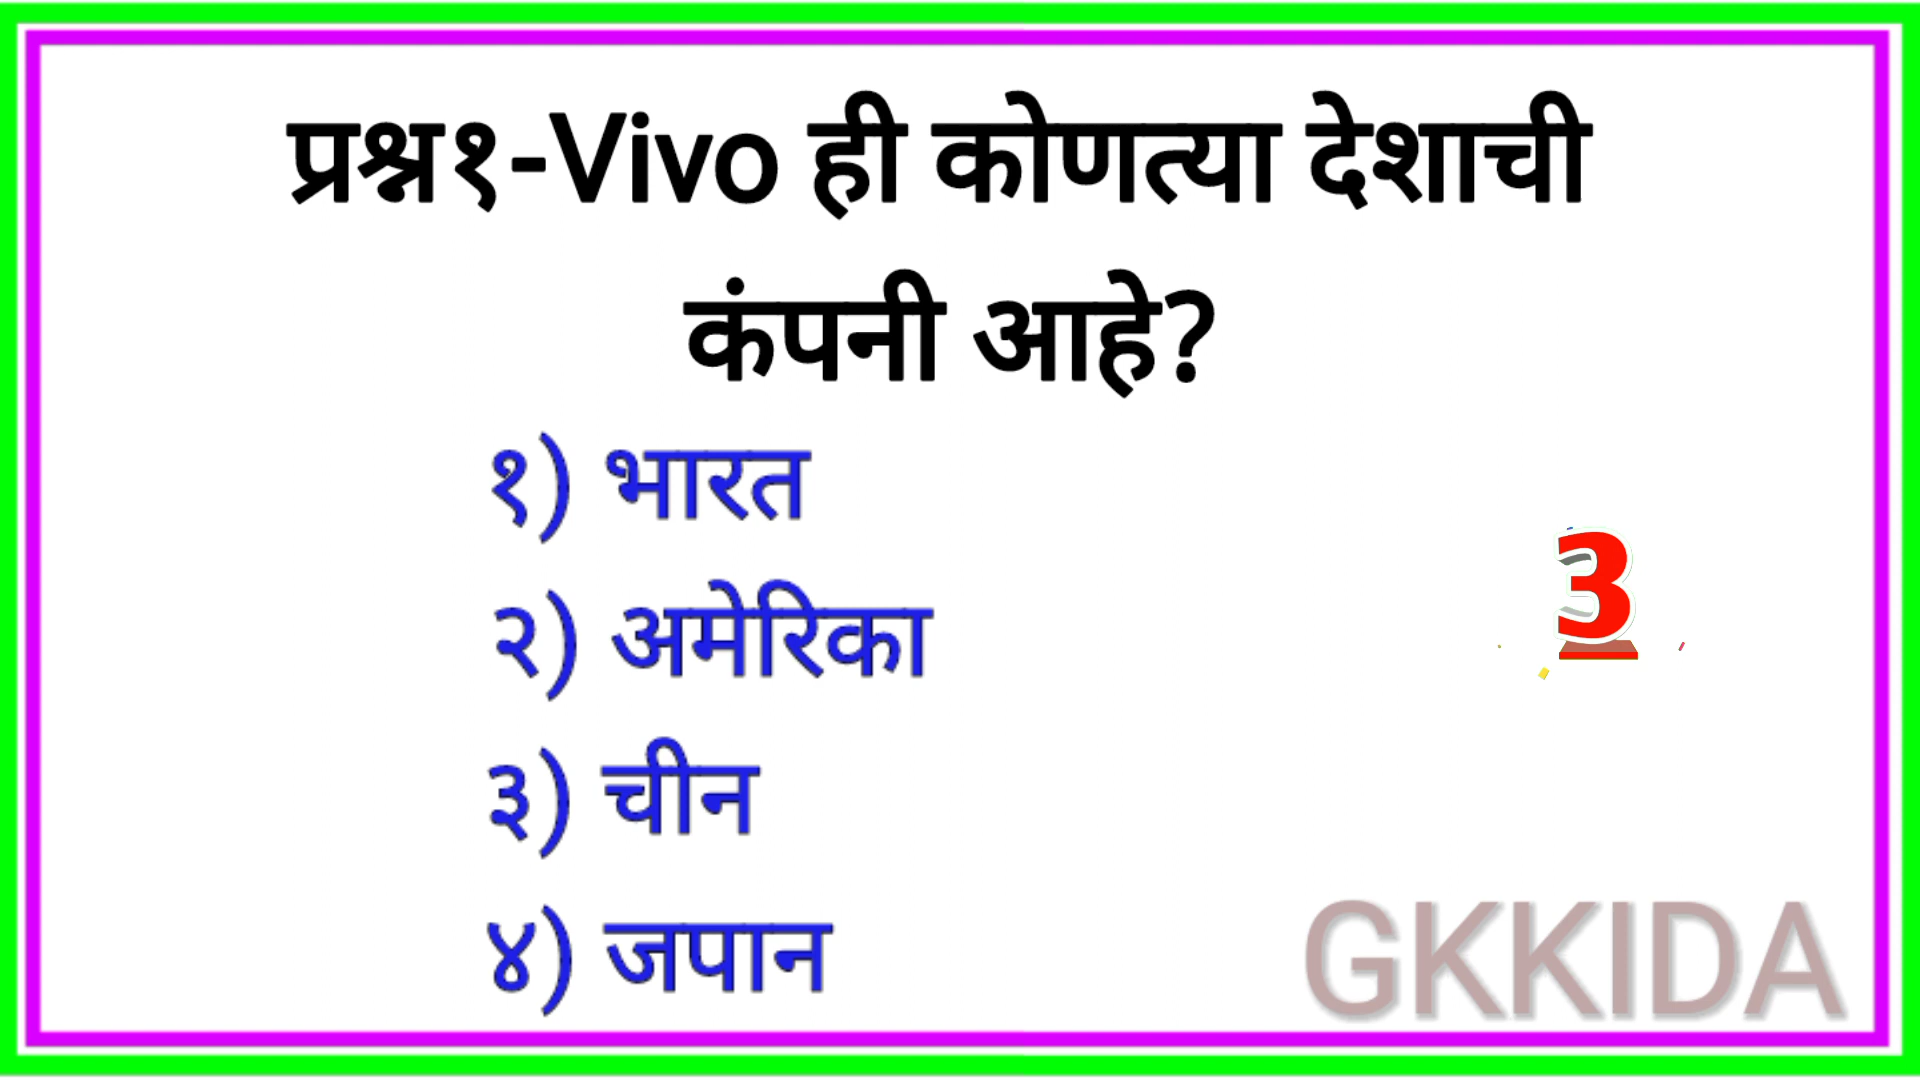 प्रश्न१-Vivo ही कोणत्या देशाची
कंपनी आहे?
१) भारत
२) अमेरिका
३) चीन
४) जपान
3
GKKIDA